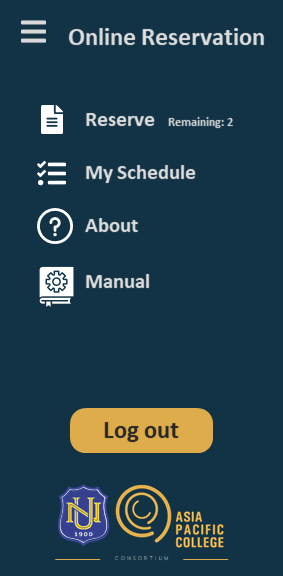 Online Reservation
Reserve Remaining: 2
My Schedule
? About
Manual
Log out
NU
1900
ASIA
PACIFIC
COLLEGE
CONSORTIUM